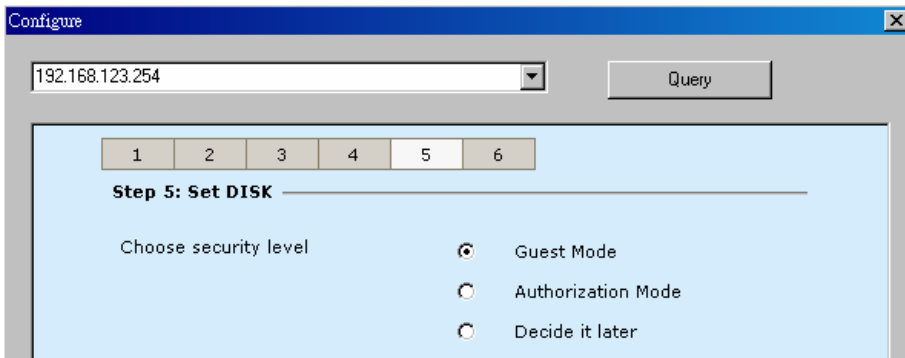 Configure
192.168.123.254
Query
1 2 3 4 5 6
Step 5: Set DISK
Choose security level
Guest Mode
Authorization Mode
Decide it later